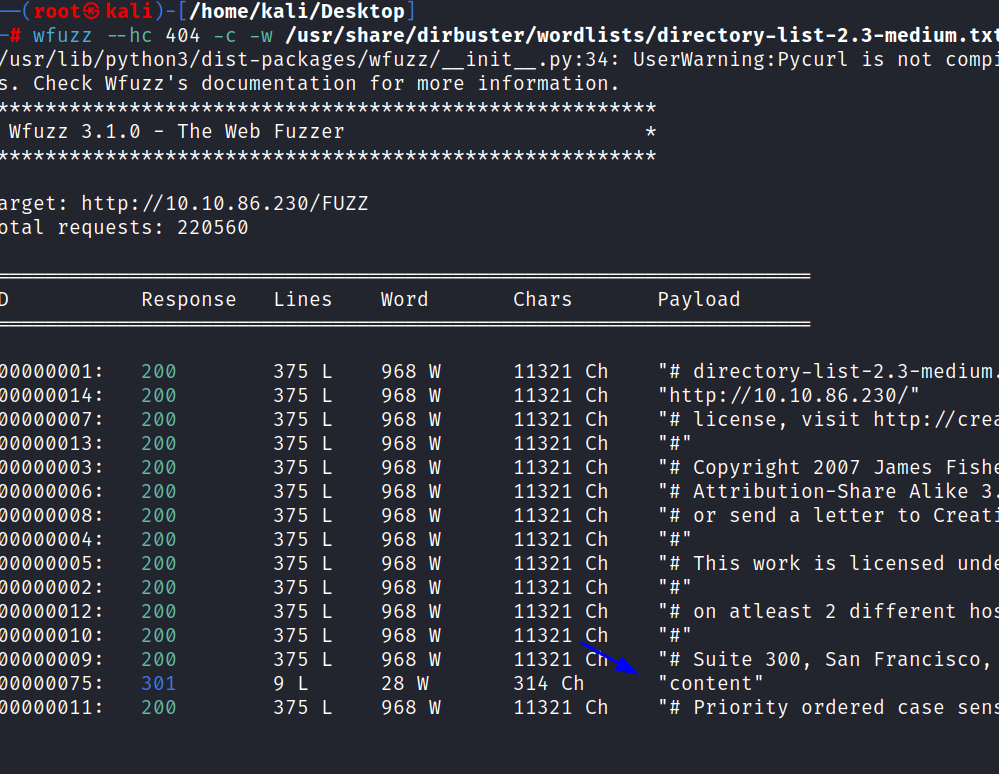 ──(root㉿kali)-[/home/kali/Desktop]
─# wfuzz --hc 404 -c -w /usr/share/dirbuster/wordlists/directory-list-2.3-medium.txt
/usr/lib/python3/dist-packages/wfuzz/__init__.py:34: UserWarning:Pycurl is not compi
s. Check Wfuzz's documentation for more information.
********************************************************
Wfuzz 3.1.0 - The Web Fuzzer *
********************************************************
arget: http://10.10.86.230/FUZZ
otal requests: 220560
=====================================================================
D Response Lines Word Chars Payload
=====================================================================
00000001: 200 375 L 968 W 11321 Ch "# directory-list-2.3-medium.
00000014: 200 375 L 968 W 11321 Ch "http://10.10.86.230/"
00000007: 200 375 L 968 W 11321 Ch "# license, visit http://crea
00000013: 200 375 L 968 W 11321 Ch "#"
00000003: 200 375 L 968 W 11321 Ch "# Copyright 2007 James Fishe
00000006: 200 375 L 968 W 11321 Ch "# Attribution-Share Alike 3.
00000008: 200 375 L 968 W 11321 Ch "# or send a letter to Creati
00000004: 200 375 L 968 W 11321 Ch "#"
00000005: 200 375 L 968 W 11321 Ch "# This work is licensed unde
00000002: 200 375 L 968 W 11321 Ch "#"
00000012: 200 375 L 968 W 11321 Ch "# on atleast 2 different hos
00000010: 200 375 L 968 W 11321 Ch "#"
00000009: 200 375 L 968 W 11321 Ch "# Suite 300, San Francisco,
00000075: 301 9 L 28 W 314 Ch "content"
00000011: 200 375 L 968 W 11321 Ch "# Priority ordered case sens